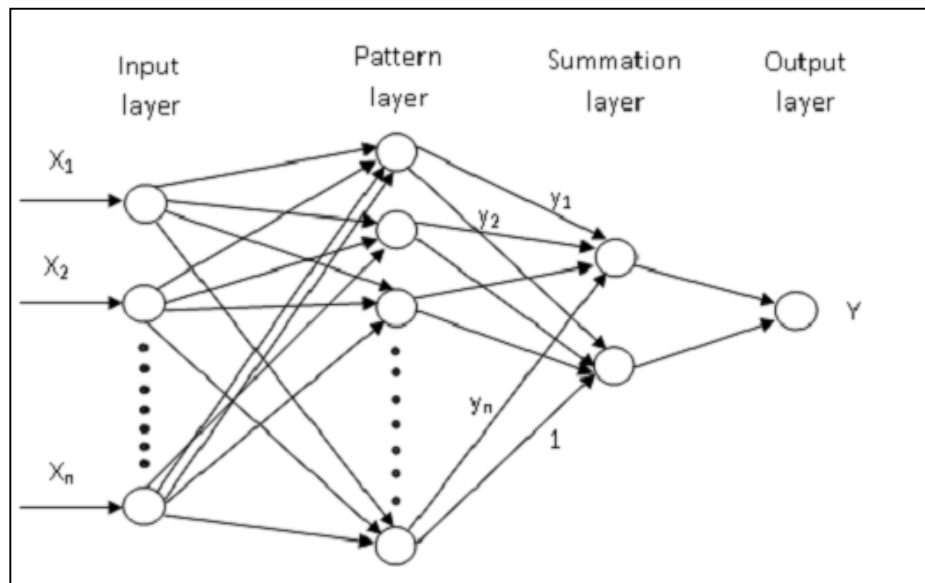 Input
layer
Pattern
layer
Summation
layer
Output
layer
X₁
X₂
Xₙ
y₁
y₂
yₙ
1
Y